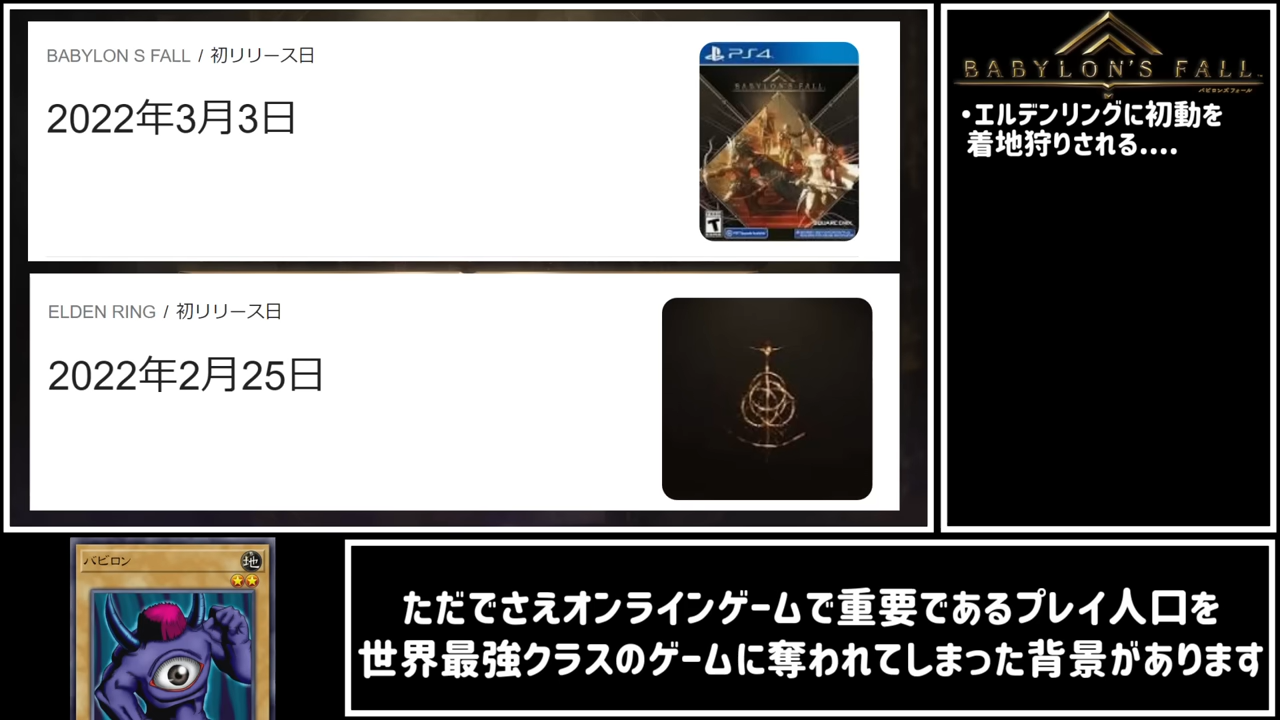 BABYLON S FALL / 初リリース日
2022年3月3日
PS4
BABYLON'S FALL
SQUARE ENIX
T
ELDEN RING / 初リリース日
2022年2月25日
BABYLON'S FALL
バビロンズフォール
•エルデンリングに初動を
着地狩りされる....
バビロン
地
ただでさえオンラインゲームで重要であるプレイ人口を
世界最強クラスのゲームに奪われてしまった背景があります